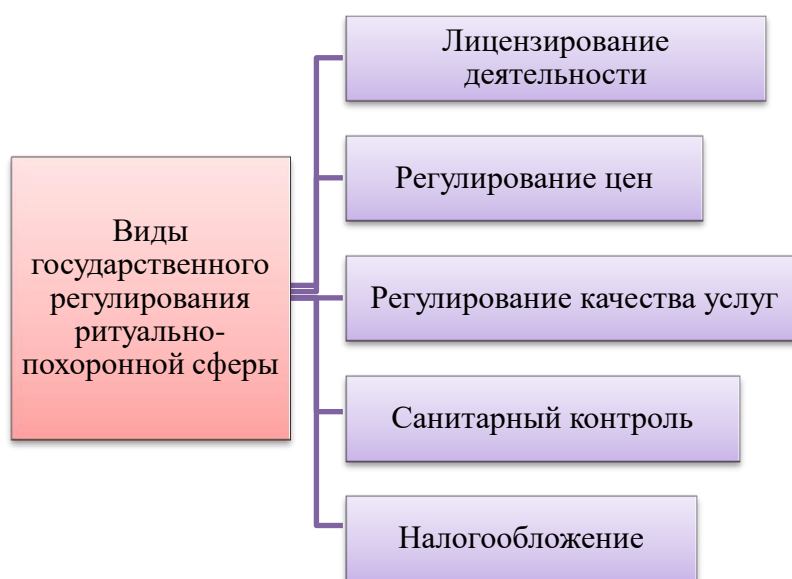 Виды
государственного
регулирования
ритуально-
похоронной сферы
Лицензирование
деятельности
Регулирование цен
Регулирование качества услуг
Санитарный контроль
Налогообложение